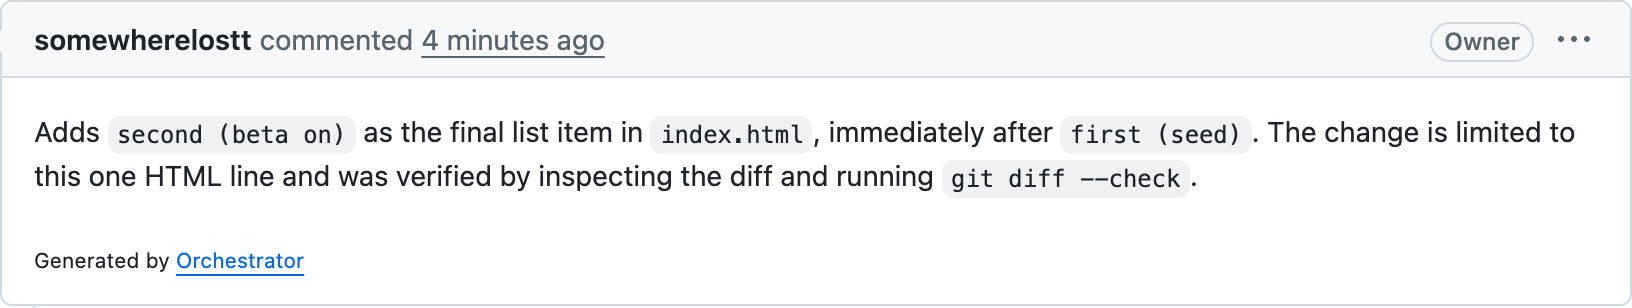 somewherelostt commented 4 minutes ago Owner
Adds second (beta on) as the final list item in index.html, immediately after first (seed). The change is limited to
this one HTML line and was verified by inspecting the diff and running git diff --check.
Generated by Orchestrator